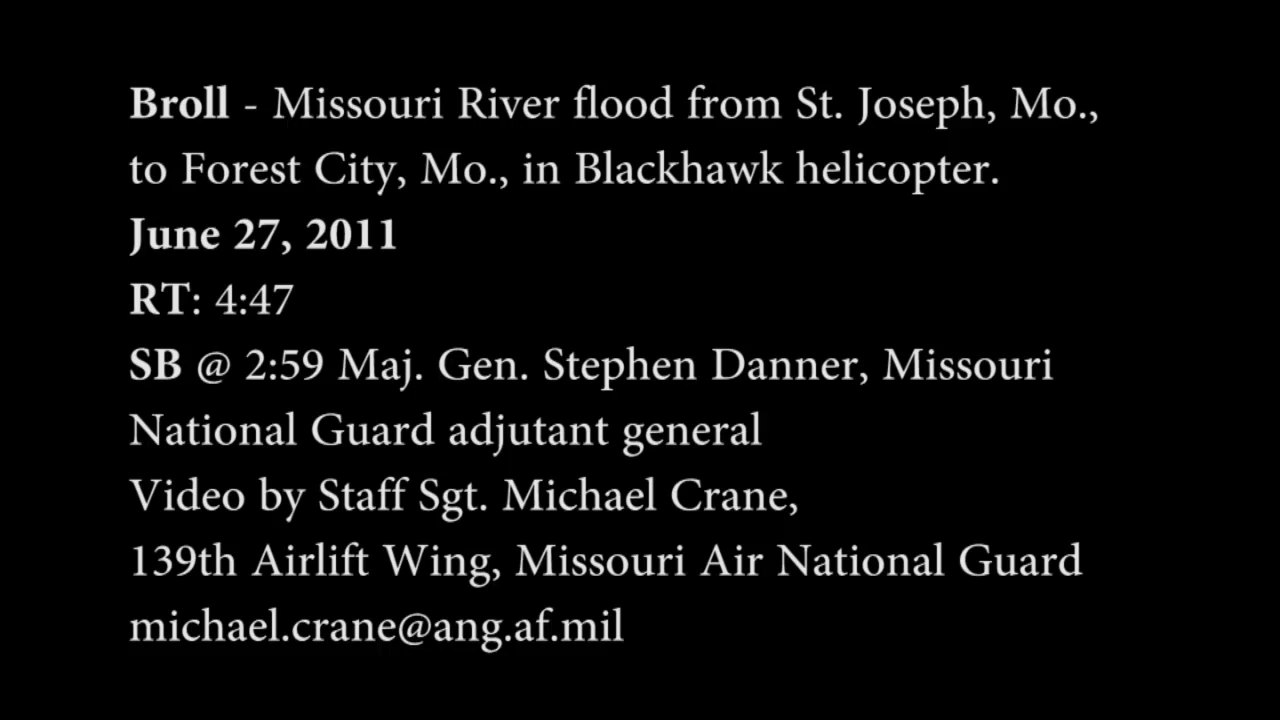 Broll - Missouri River flood from St. Joseph, Mo.,
to Forest City, Mo., in Blackhawk helicopter.
June 27, 2011
RT: 4:47
SB @ 2:59 Maj. Gen. Stephen Danner, Missouri
National Guard adjutant general
Video by Staff Sgt. Michael Crane,
139th Airlift Wing, Missouri Air National Guard
michael.crane@ang.af.mil